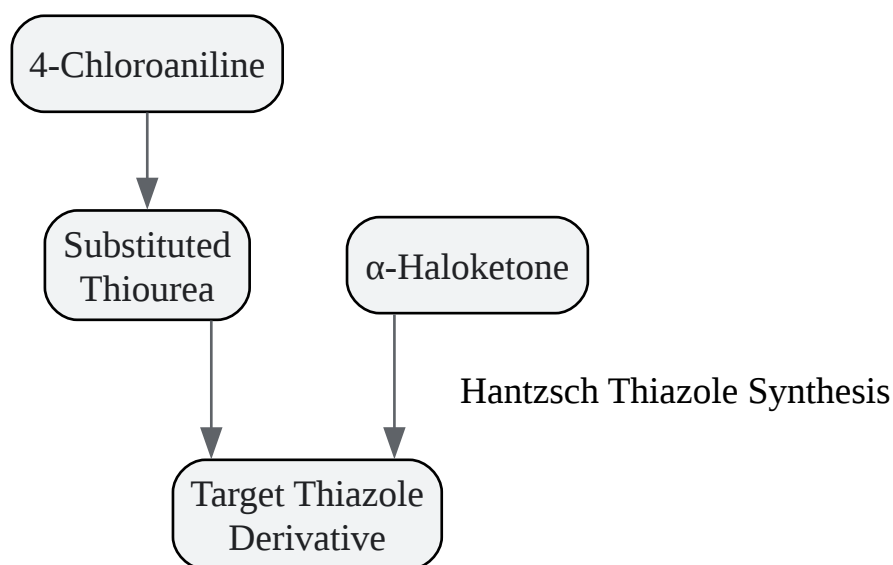 4-Chloroaniline
Substituted
Thiourea
α-Haloketone
Hantzsch Thiazole Synthesis
Target Thiazole
Derivative